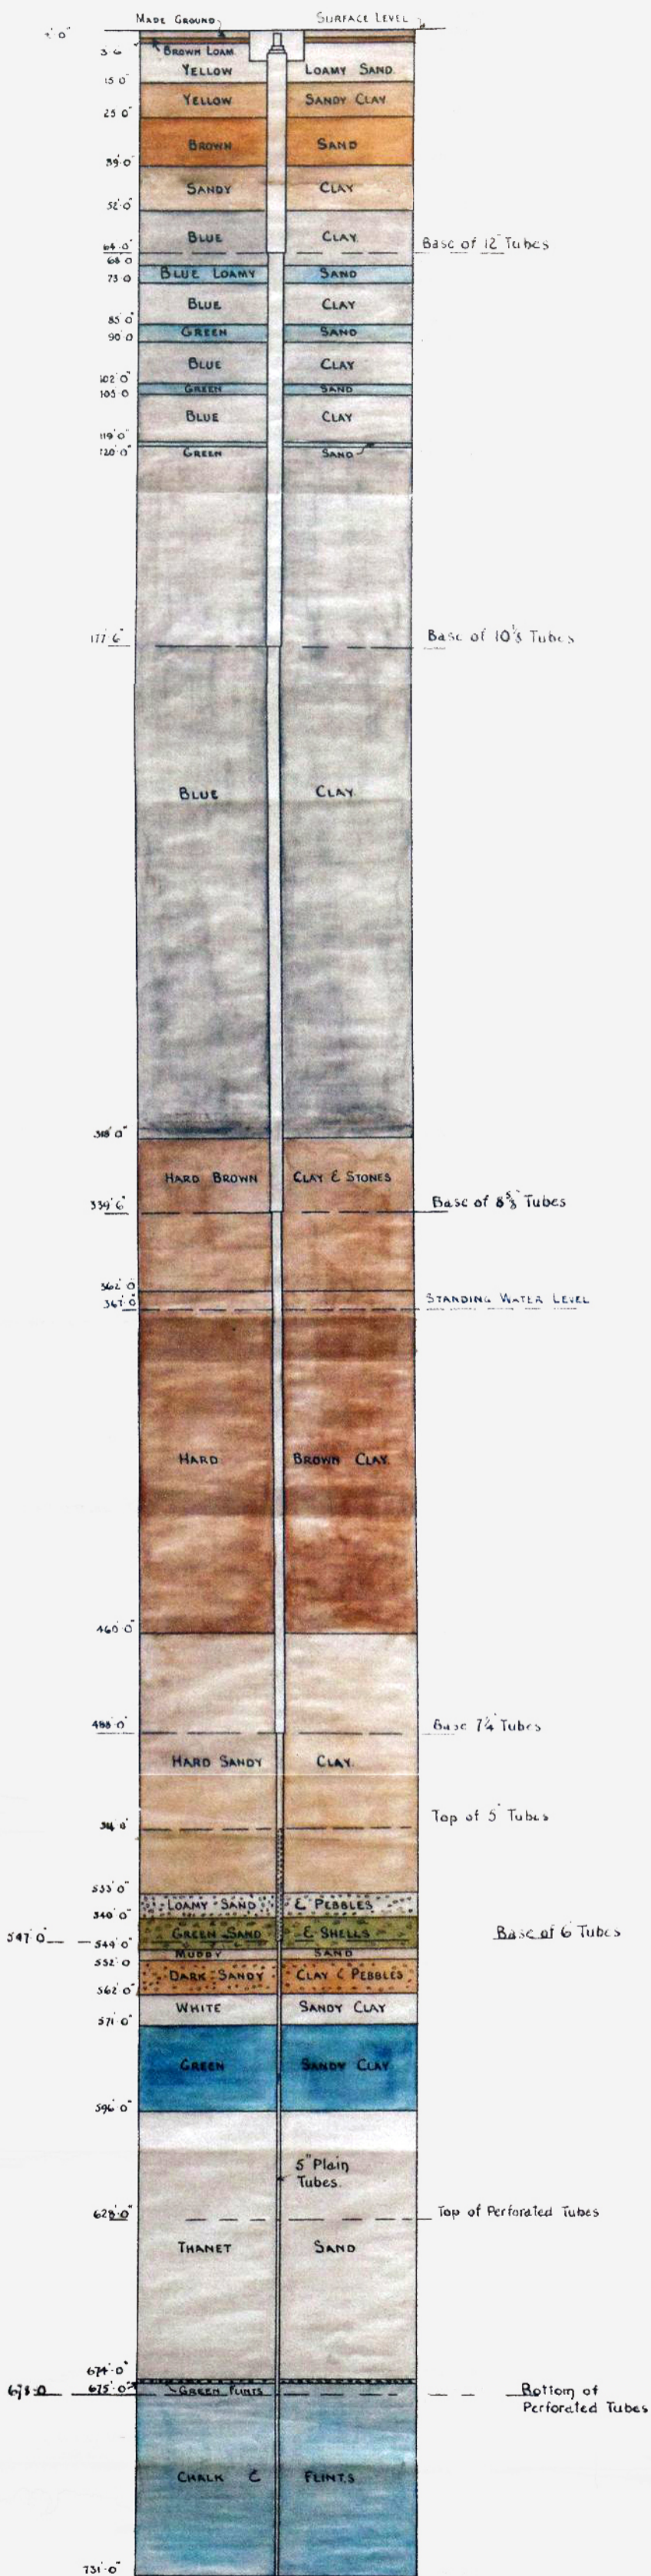 MADE GROUND SURFACE LEVEL
3'6 BROWN LOAM
YELLOW LOAMY SAND
15'0"
YELLOW SANDY CLAY
25'0"
BROWN SAND
39'0"
SANDY CLAY
52'0"
BLUE CLAY
64'0" Base of 12" Tubes
68'0
BLUE LOAMY SAND
73'0
BLUE CLAY
85'0"
GREEN SAND
90'0
BLUE CLAY
102'0"
GREEN SAND
105'0
BLUE CLAY
119'0"
120'0" GREEN SAND
177'6" Base of 10⅛ Tubes
BLUE CLAY
318'0"
HARD BROWN CLAY & STONES
339'6" Base of 8⅝" Tubes
362'0
367'0" STANDING WATER LEVEL
HARD BROWN CLAY
460'0"
488'0" Base 7¼" Tubes
HARD SANDY CLAY
514'0" Top of 5" Tubes
533'0"
LOAMY SAND & PEBBLES
540'0"
GREEN SAND & SHELLS
547'0" Base of 6" Tubes
549'0"
MUDDY SAND
552'0
DARK SANDY CLAY & PEBBLES
562'0"
WHITE SANDY CLAY
571'0"
GREEN SANDY CLAY
596'0"
5" Plain
Tubes.
628'0" Top of Perforated Tubes
THANET SAND
674'0"
675'0" GREEN FLINTS
678'0 Bottom of
Perforated Tubes
CHALK & FLINTS
731'0"